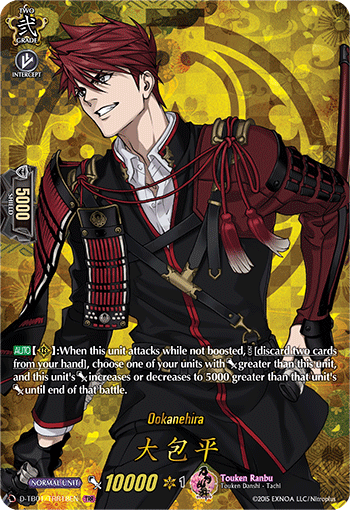 TWO
弐
GRADE
INTERCEPT
5000
SHIELD
AUTO [ ]:When this unit attacks while not boosted, [discard two cards
from your hand], choose one of your units with greater than this unit,
and this unit's increases or decreases to 5000 greater than that unit's
until end of that battle.
Ookanehira
大包平
NORMAL UNIT 10000 1 Touken Ranbu
Touken Danshi - Tachi
©2015 EXNOA LLC/Nitroplus